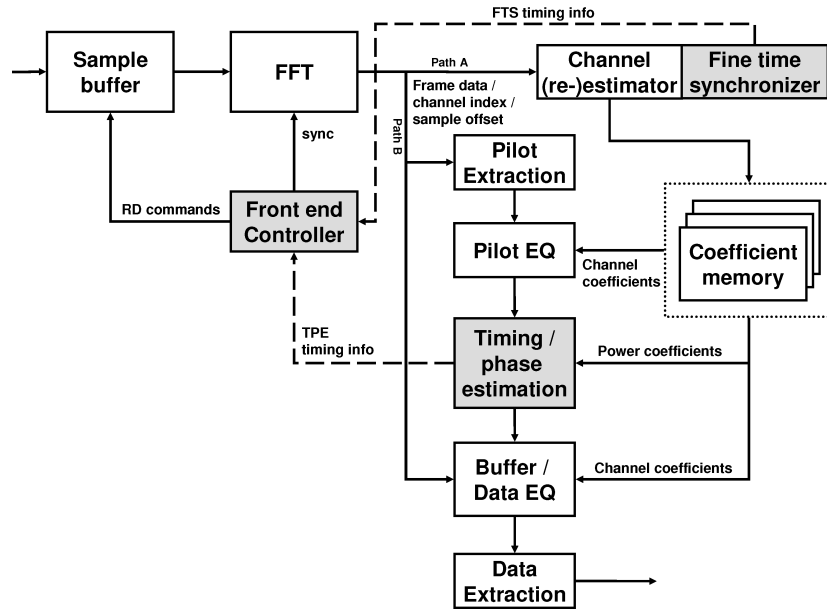 FTS timing info
Sample
buffer
FFT
Path A
Channel
(re-)estimator
Fine time
synchronizer
Frame data /
channel index /
sample offset
Path B
sync
Pilot
Extraction
RD commands
Front end
Controller
Pilot EQ
Channel
coefficients
Coefficient
memory
TPE
timing info
Timing /
phase
estimation
Power coefficients
Buffer /
Data EQ
Channel coefficients
Data
Extraction